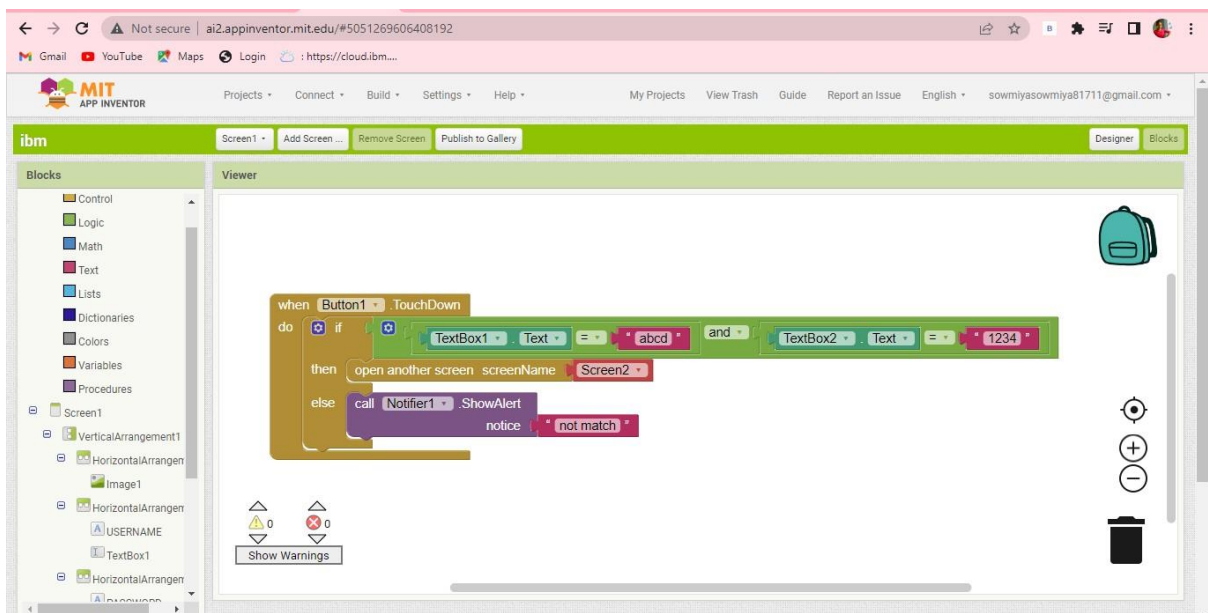 Not secure | ai2.appinventor.mit.edu/#5051269606408192
Gmail YouTube Maps Login : https://cloud.ibm....
MIT
APP INVENTOR
Projects Connect Build Settings Help My Projects View Trash Guide Report an Issue English sowmiyasowmiya81711@gmail.com
ibm Screen1 Add Screen ... Remove Screen Publish to Gallery Designer Blocks
Blocks Viewer
Control
Logic
Math
Text
Lists
Dictionaries
Colors
Variables
Procedures
Screen1
VerticalArrangement1
HorizontalArrangem
Image1
HorizontalArrangem
USERNAME
TextBox1
HorizontalArrangem
when Button1 .TouchDown
do if TextBox1 . Text = " abcd " and TextBox2 . Text = " 1234 "
then open another screen screenName Screen2
else call Notifier1 .ShowAlert
notice " not match "
0 0
Show Warnings